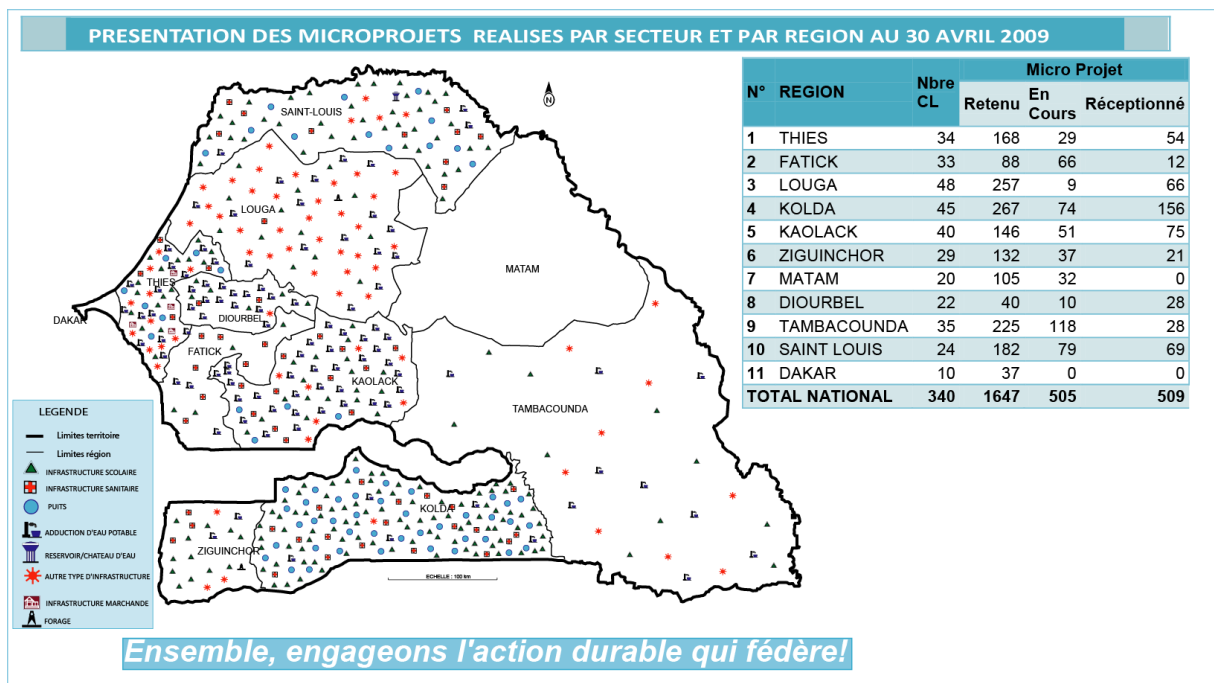 PRESENTATION DES MICROPROJETS REALISES PAR SECTEUR ET PAR REGION AU 30 AVRIL 2009
N
SAINT-LOUIS
LOUGA
MATAM
THIES
DIOURBEL
DAKAR
FATICK
KAOLACK
TAMBACOUNDA
KOLDA
ZIGUINCHOR
ECHELLE : 100 km
LEGENDE
Limites territoire
Limites région
INFRASTRUCTURE SCOLAIRE
INFRASTRUCTURE SANITAIRE
PUITS
ADDUCTION D'EAU POTABLE
RESERVOIR/CHATEAU D'EAU
AUTRE TYPE D'INFRASTRUCTURE
INFRASTRUCTURE MARCHANDE
FORAGE
N° REGION Nbre CL Micro Projet
Retenu En Cours Réceptionné
1 THIES 34 168 29 54
2 FATICK 33 88 66 12
3 LOUGA 48 257 9 66
4 KOLDA 45 267 74 156
5 KAOLACK 40 146 51 75
6 ZIGUINCHOR 29 132 37 21
7 MATAM 20 105 32 0
8 DIOURBEL 22 40 10 28
9 TAMBACOUNDA 35 225 118 28
10 SAINT LOUIS 24 182 79 69
11 DAKAR 10 37 0 0
TOTAL NATIONAL 340 1647 505 509
Ensemble, engageons l'action durable qui fédère!